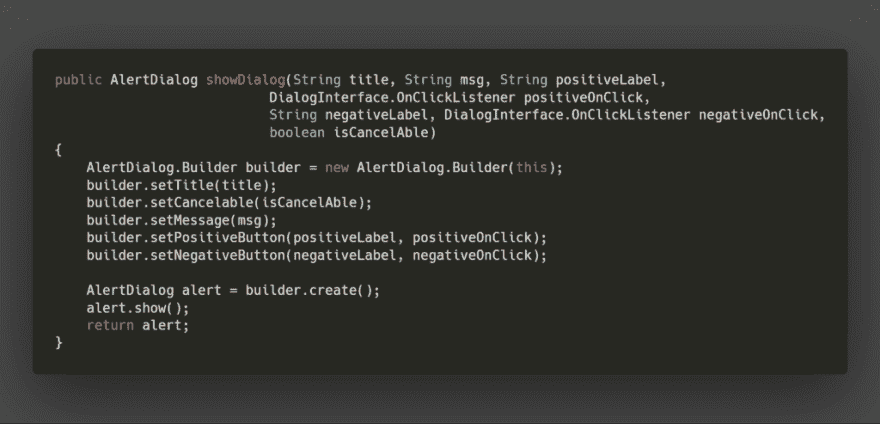 public AlertDialog showDialog(String title, String msg, String positiveLabel,
                           DialogInterface.OnClickListener positiveOnClick,
                           String negativeLabel, DialogInterface.OnClickListener negativeOnClick,
                           boolean isCancelAble)
{
    AlertDialog.Builder builder = new AlertDialog.Builder(this);
    builder.setTitle(title);
    builder.setCancelable(isCancelAble);
    builder.setMessage(msg);
    builder.setPositiveButton(positiveLabel, positiveOnClick);
    builder.setNegativeButton(negativeLabel, negativeOnClick);

    AlertDialog alert = builder.create();
    alert.show();
    return alert;
}